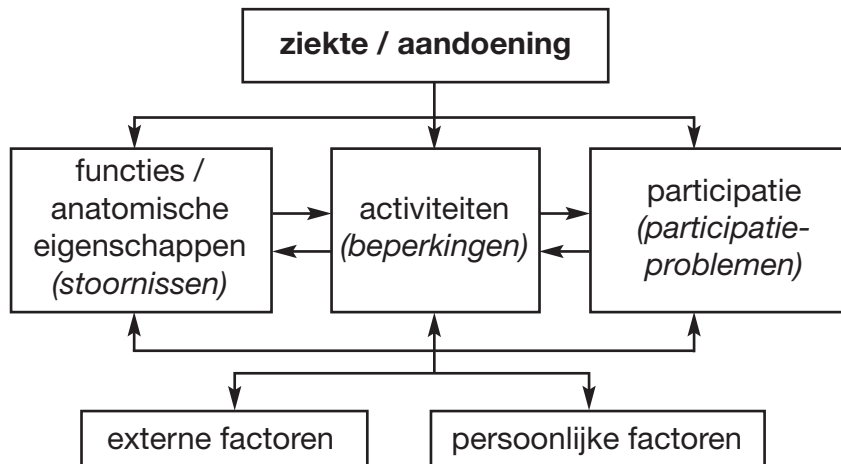 ziekte / aandoening
functies /
anatomische
eigenschappen
(stoornissen)
activiteiten
(beperkingen)
participatie
(participatie-
problemen)
externe factoren
persoonlijke factoren